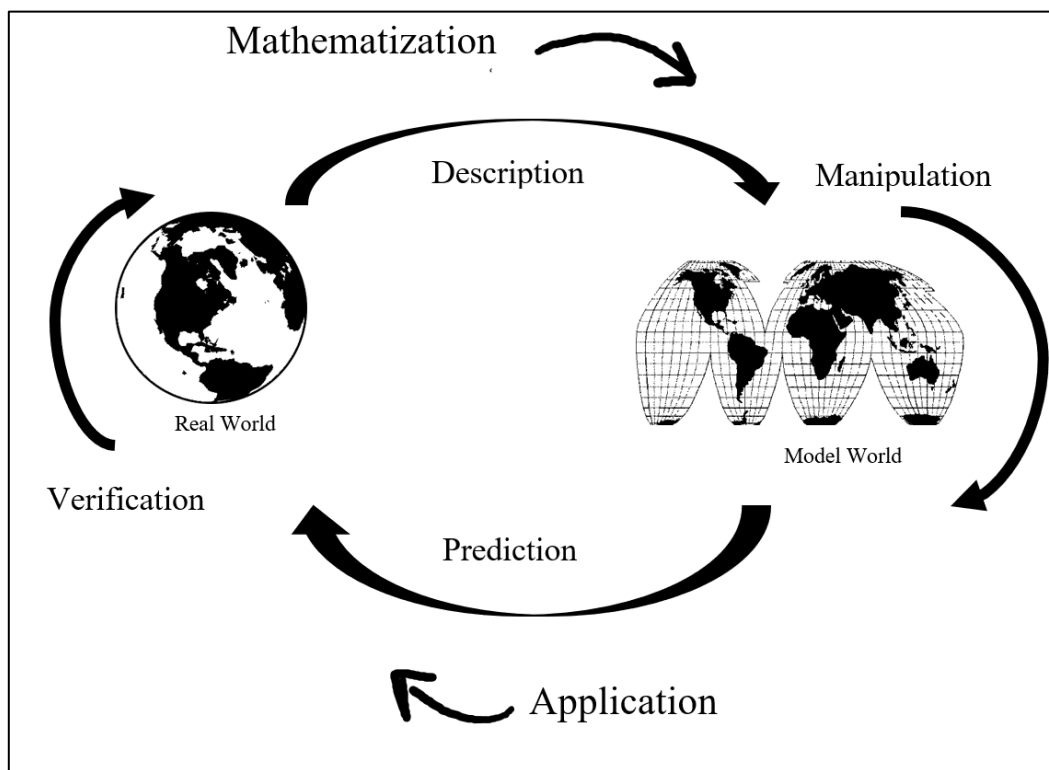 Mathematization
Description
Manipulation
Real World
Model World
Verification
Prediction
Application